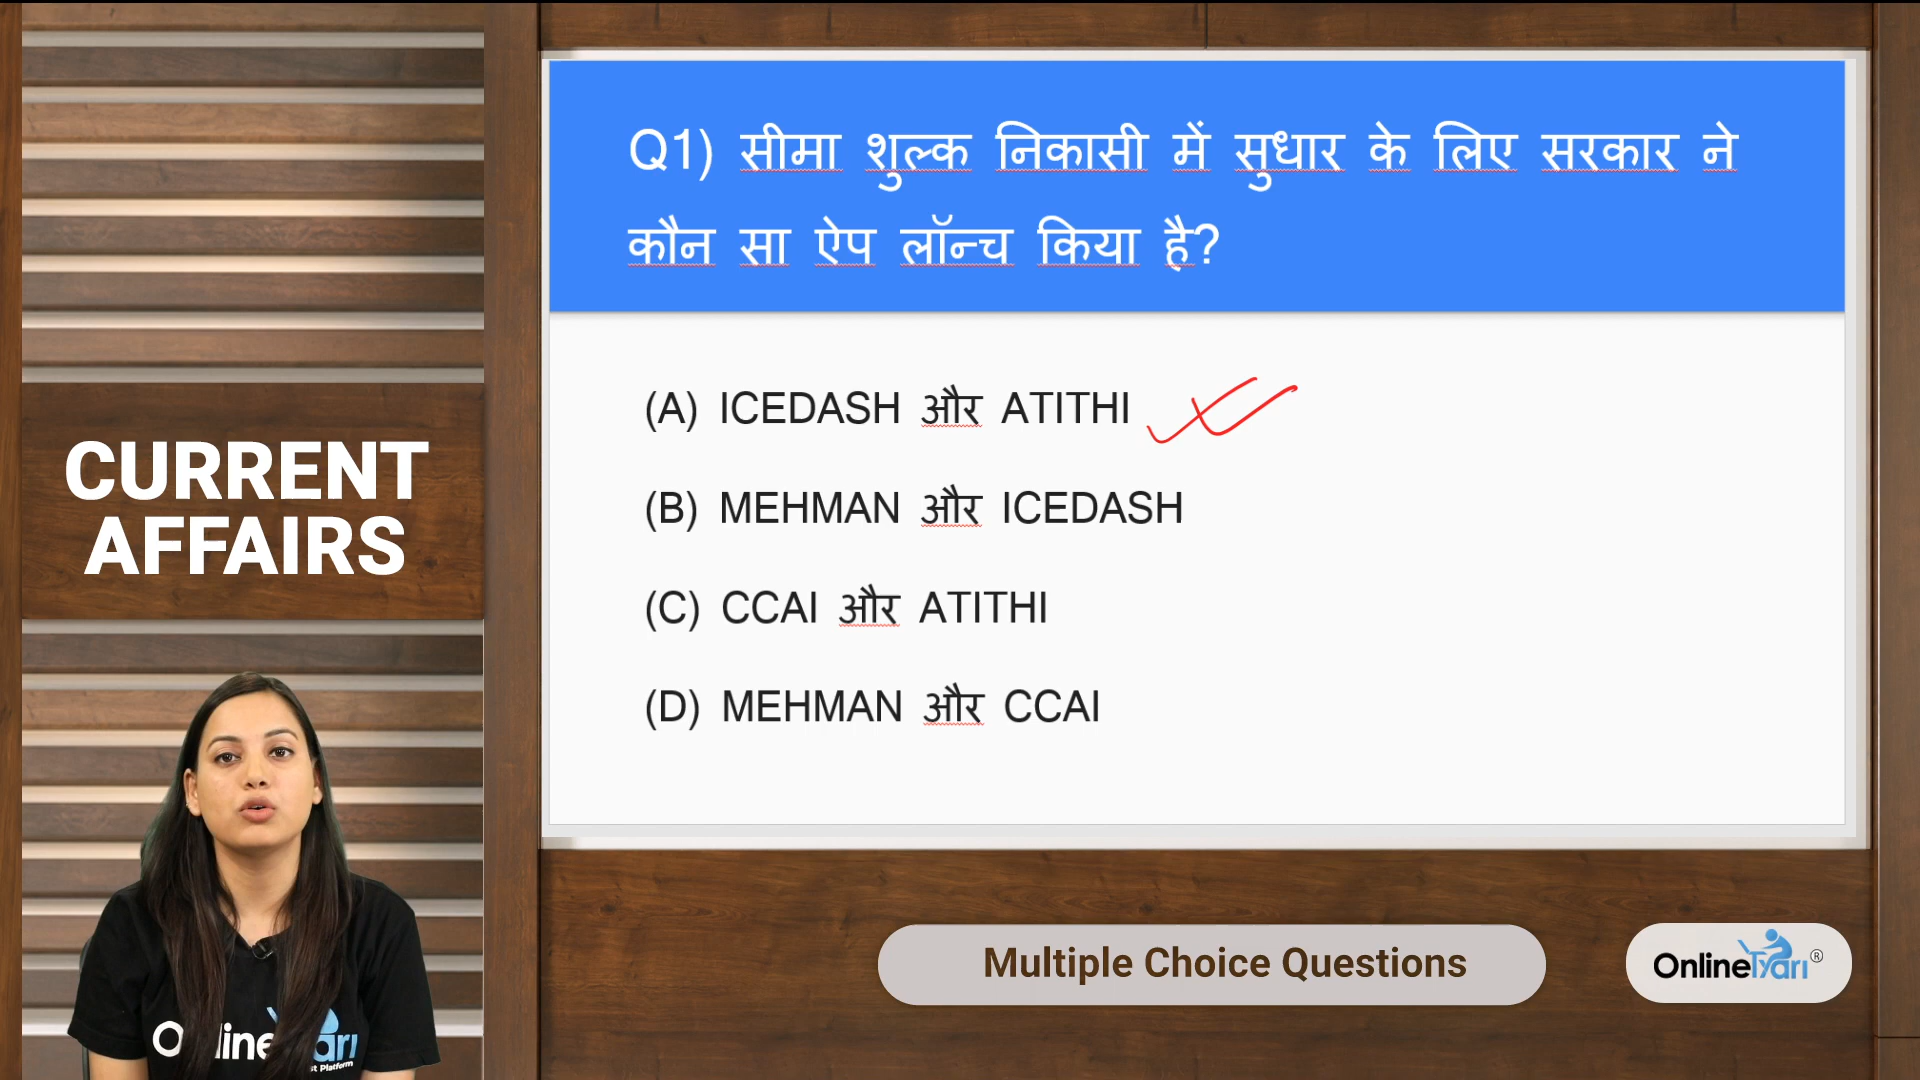 CURRENT
AFFAIRS
Q1) सीमा शुल्क निकासी में सुधार के लिए सरकार ने
कौन सा ऐप लॉन्च किया है?
(A) ICEDASH और ATITHI
(B) MEHMAN और ICEDASH
(C) CCAI और ATITHI
(D) MEHMAN और CCAI
Multiple Choice Questions
OnlineTyari®